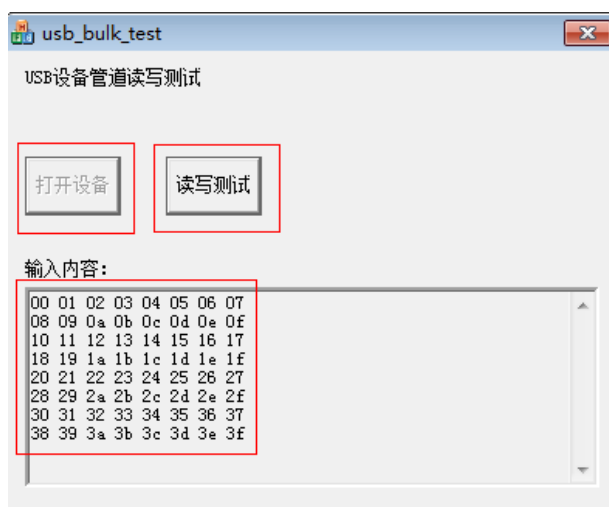 usb_bulk_test
USB设备管道读写测试
打开设备 读写测试
输入内容:
00 01 02 03 04 05 06 07
08 09 0a 0b 0c 0d 0e 0f
10 11 12 13 14 15 16 17
18 19 1a 1b 1c 1d 1e 1f
20 21 22 23 24 25 26 27
28 29 2a 2b 2c 2d 2e 2f
30 31 32 33 34 35 36 37
38 39 3a 3b 3c 3d 3e 3f